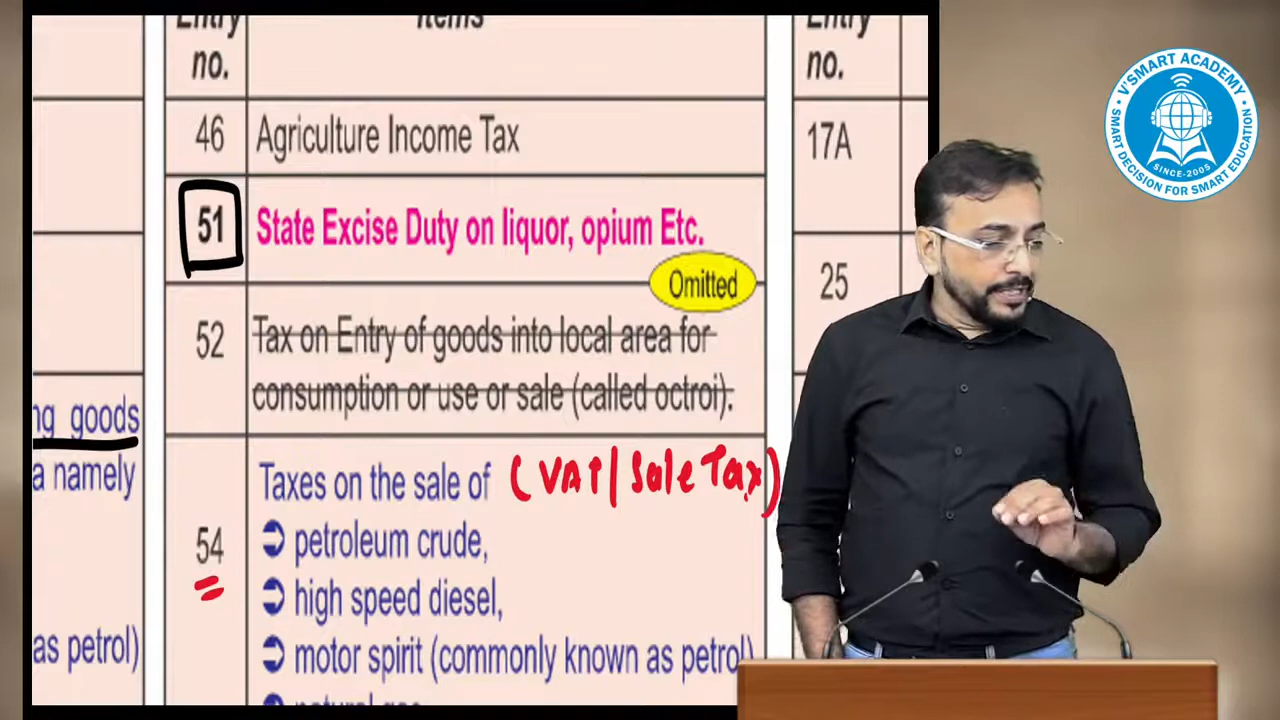 Entry
no.
Items
Entry
no.
46
Agriculture Income Tax
17A
51
State Excise Duty on liquor, opium Etc.
Omitted
25
52
Tax on Entry of goods into local area for
consumption or use or sale (called octroi).
ng goods
a namely
as petrol)
54
Taxes on the sale of (VAT/Sale Tax)
➲ petroleum crude,
➲ high speed diesel,
➲ motor spirit (commonly known as petrol)
➲ natural gas
V'SMART ACADEMY
SINCE-2005
SMART DECISION FOR SMART EDUCATION